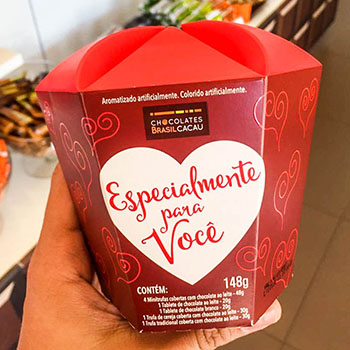 Aromatizado artificialmente. Colorido artificialmente.
CHOCOLATES
BRASIL CACAU
Especialmente
para
Você
CONTÉM:
148g
4 Minitrufas cobertas com chocolate ao leite - 48g
1 Tablete de chocolate ao leite - 20g
1 Tablete de chocolate branco - 20g
1 Trufa de cereja coberta com chocolate ao leite - 30g
1 Trufa tradicional coberta com chocolate ao leite - 30g